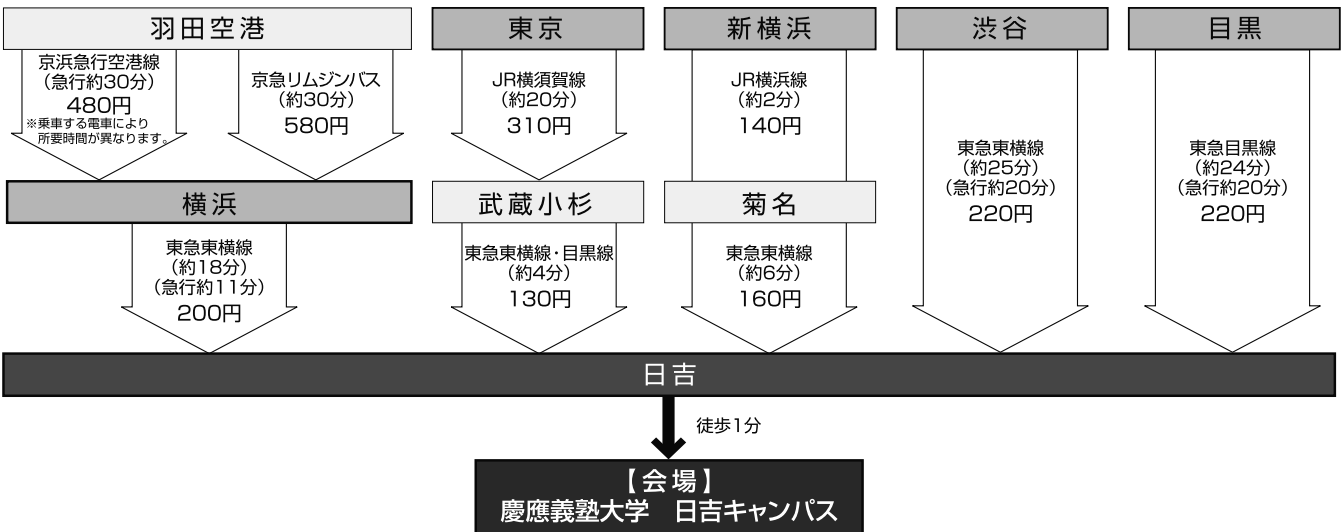 羽田空港
京浜急行空港線
(急行約30分)
480円
※乗車する電車により
所要時間が異なります。
京急リムジンバス
(約30分)
580円
横浜
東急東横線
(約18分)
(急行約11分)
200円
東京
JR横須賀線
(約20分)
310円
武蔵小杉
東急東横線・目黒線
(約4分)
130円
新横浜
JR横浜線
(約2分)
140円
菊名
東急東横線
(約6分)
160円
渋谷
東急東横線
(約25分)
(急行約20分)
220円
目黒
東急目黒線
(約24分)
(急行約20分)
220円
日吉
徒歩1分
【会場】
慶應義塾大学 日吉キャンパス